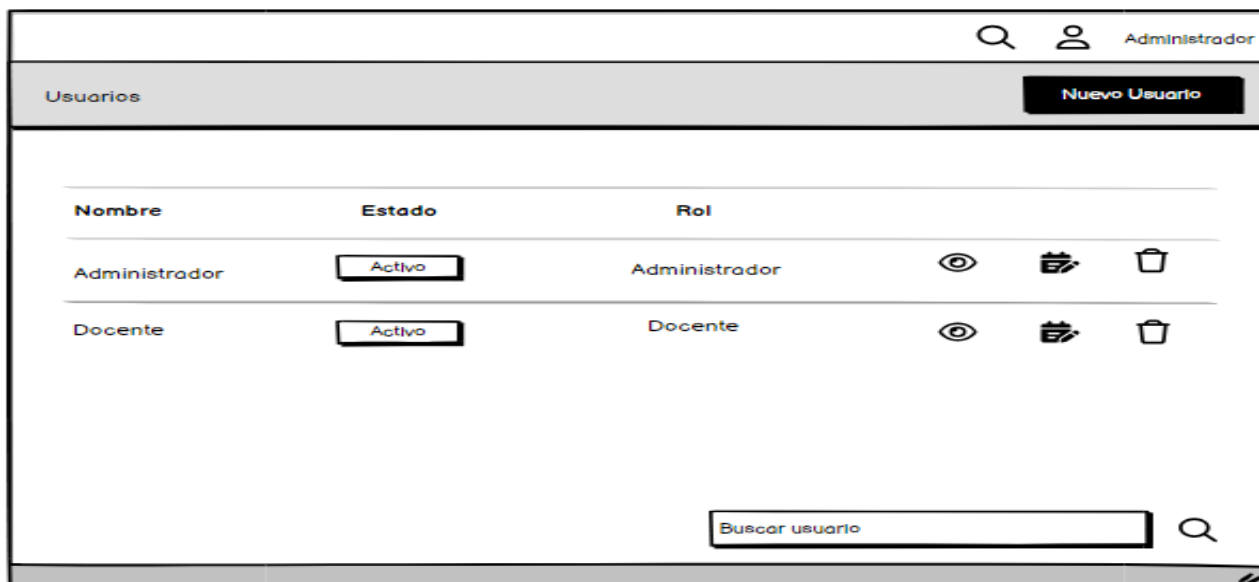 Administrador
Usuarios
Nuevo Usuario
Nombre Estado Rol
Administrador Activo Administrador
Docente Activo Docente
Buscar usuario